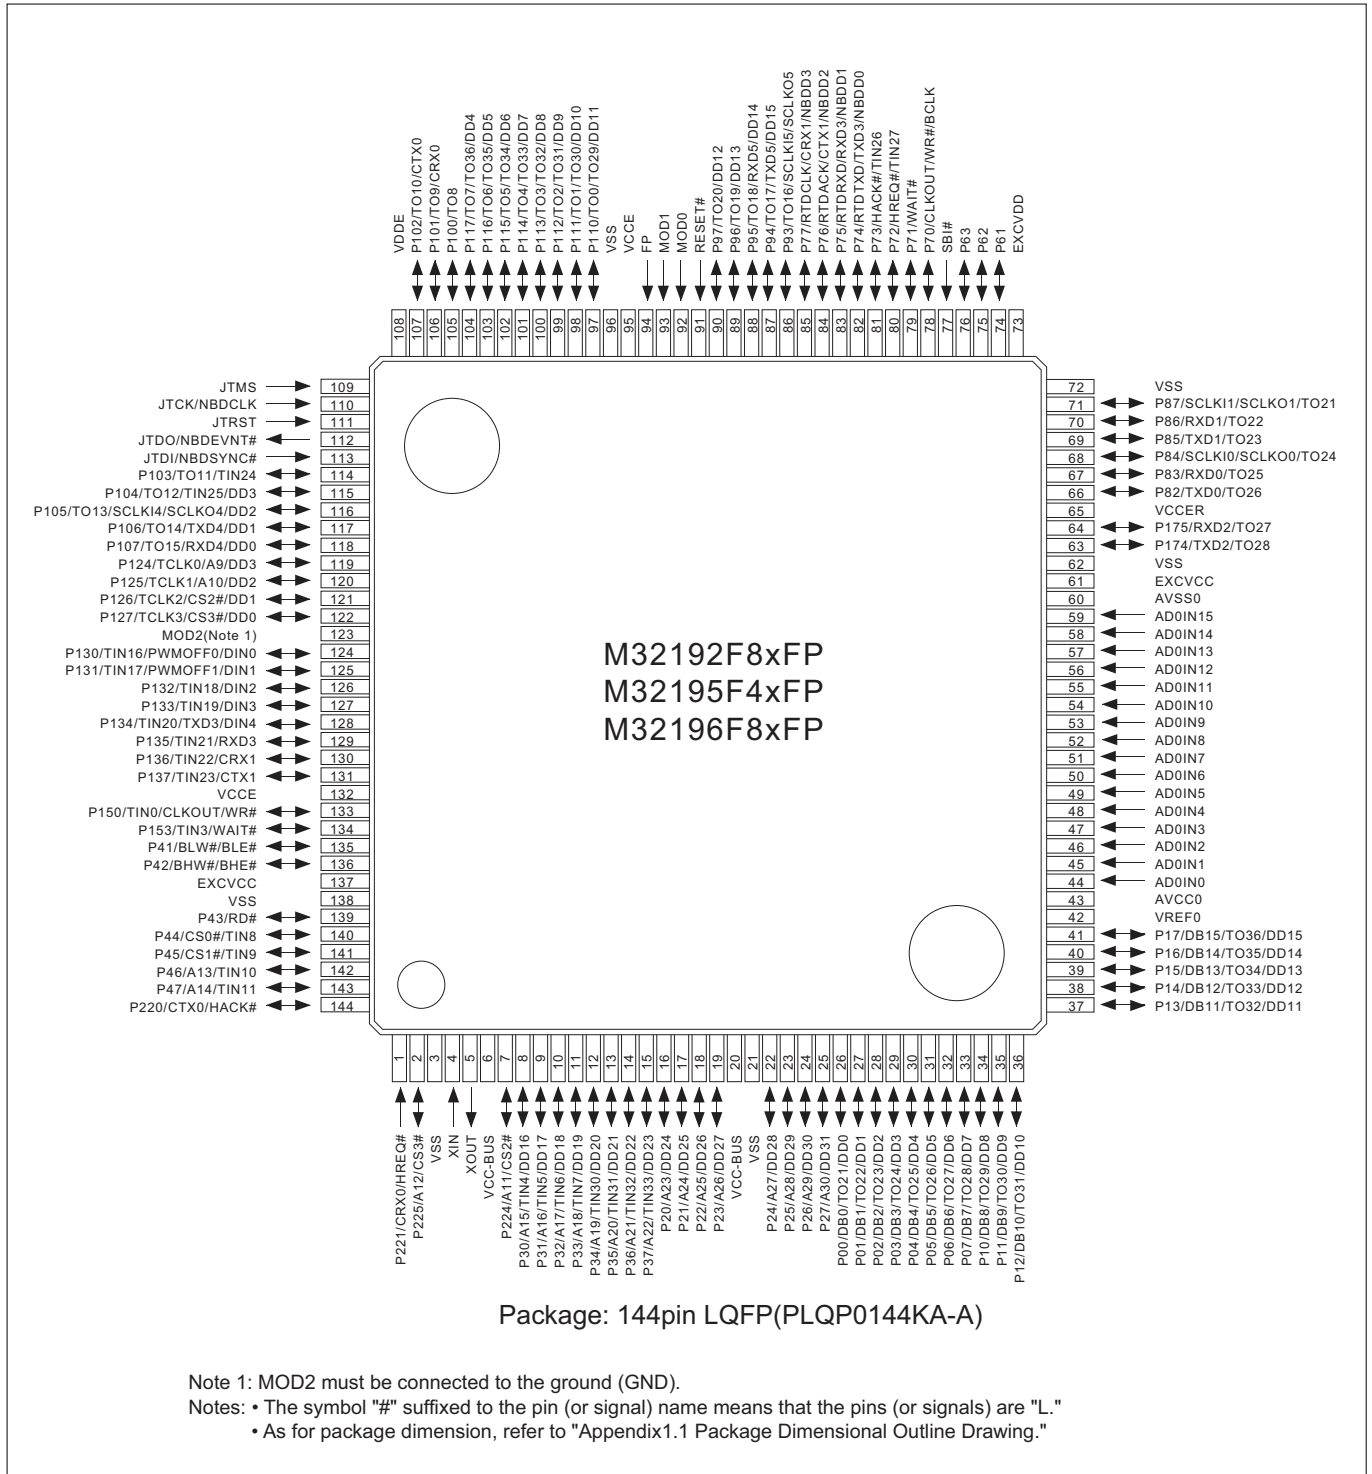 VDDE
P102/TO10/CTX0
P101/TO9/CRX0
P100/TO8
P117/TO7/TO36/DD4
P116/TO6/TO35/DD5
P115/TO5/TO34/DD6
P114/TO4/TO33/DD7
P113/TO3/TO32/DD8
P112/TO2/TO31/DD9
P111/TO1/TO30/DD10
P110/TO0/TO29/DD11
VSS
VCCE
FP
MOD1
MOD0
RESET#
P97/TO20/DD12
P96/TO19/DD13
P95/TO18/RXD5/DD14
P94/TO17/TXD5/DD15
P93/TO16/SCLKI5/SCLKO5
P77/RTDCLK/CRX1/NBDD3
P76/RTDACK/CTX1/NBDD2
P75/RTDRXD/RXD3/NBDD1
P74/RTDTXD/TXD3/NBDD0
P73/HACK#/TIN26
P72/HREQ#/TIN27
P71/WAIT#
P70/CLKOUT/WR#/BCLK
SBI#
P63
P62
P61
EXCVDD
108
107
106
105
104
103
102
101
100
99
98
97
96
95
94
93
92
91
90
89
88
87
86
85
84
83
82
81
80
79
78
77
76
75
74
73
JTMS 109
JTCK/NBDCLK 110
JTRST 111
JTDO/NBDEVNT# 112
JTDI/NBDSYNC# 113
P103/TO11/TIN24 114
P104/TO12/TIN25/DD3 115
P105/TO13/SCLKI4/SCLKO4/DD2 116
P106/TO14/TXD4/DD1 117
P107/TO15/RXD4/DD0 118
P124/TCLK0/A9/DD3 119
P125/TCLK1/A10/DD2 120
P126/TCLK2/CS2#/DD1 121
P127/TCLK3/CS3#/DD0 122
MOD2(Note 1) 123
P130/TIN16/PWMOFF0/DIN0 124
P131/TIN17/PWMOFF1/DIN1 125
P132/TIN18/DIN2 126
P133/TIN19/DIN3 127
P134/TIN20/TXD3/DIN4 128
P135/TIN21/RXD3 129
P136/TIN22/CRX1 130
P137/TIN23/CTX1 131
VCCE 132
P150/TIN0/CLKOUT/WR# 133
P153/TIN3/WAIT# 134
P41/BLW#/BLE# 135
P42/BHW#/BHE# 136
EXCVCC 137
VSS 138
P43/RD# 139
P44/CS0#/TIN8 140
P45/CS1#/TIN9 141
P46/A13/TIN10 142
P47/A14/TIN11 143
P220/CTX0/HACK# 144
M32192F8xFP
M32195F4xFP
M32196F8xFP
72 VSS
71 P87/SCLKI1/SCLKO1/TO21
70 P86/RXD1/TO22
69 P85/TXD1/TO23
68 P84/SCLKI0/SCLKO0/TO24
67 P83/RXD0/TO25
66 P82/TXD0/TO26
65 VCCER
64 P175/RXD2/TO27
63 P174/TXD2/TO28
62 VSS
61 EXCVCC
60 AVSS0
59 AD0IN15
58 AD0IN14
57 AD0IN13
56 AD0IN12
55 AD0IN11
54 AD0IN10
53 AD0IN9
52 AD0IN8
51 AD0IN7
50 AD0IN6
49 AD0IN5
48 AD0IN4
47 AD0IN3
46 AD0IN2
45 AD0IN1
44 AD0IN0
43 AVCC0
42 VREF0
41 P17/DB15/TO36/DD15
40 P16/DB14/TO35/DD14
39 P15/DB13/TO34/DD13
38 P14/DB12/TO33/DD12
37 P13/DB11/TO32/DD11
1
2
3
4
5
6
7
8
9
10
11
12
13
14
15
16
17
18
19
20
21
22
23
24
25
26
27
28
29
30
31
32
33
34
35
36
P221/CRX0/HREQ#
P225/A12/CS3#
VSS
XIN
XOUT
VCC-BUS
P224/A11/CS2#
P30/A15/TIN4/DD16
P31/A16/TIN5/DD17
P32/A17/TIN6/DD18
P33/A18/TIN7/DD19
P34/A19/TIN30/DD20
P35/A20/TIN31/DD21
P36/A21/TIN32/DD22
P37/A22/TIN33/DD23
P20/A23/DD24
P21/A24/DD25
P22/A25/DD26
P23/A26/DD27
VCC-BUS
VSS
P24/A27/DD28
P25/A28/DD29
P26/A29/DD30
P27/A30/DD31
P00/DB0/TO21/DD0
P01/DB1/TO22/DD1
P02/DB2/TO23/DD2
P03/DB3/TO24/DD3
P04/DB4/TO25/DD4
P05/DB5/TO26/DD5
P06/DB6/TO27/DD6
P07/DB7/TO28/DD7
P10/DB8/TO29/DD8
P11/DB9/TO30/DD9
P12/DB10/TO31/DD10
Package: 144pin LQFP(PLQP0144KA-A)
Note 1: MOD2 must be connected to the ground (GND).
Notes: • The symbol "#" suffixed to the pin (or signal) name means that the pins (or signals) are "L."
• As for package dimension, refer to "Appendix1.1 Package Dimensional Outline Drawing."